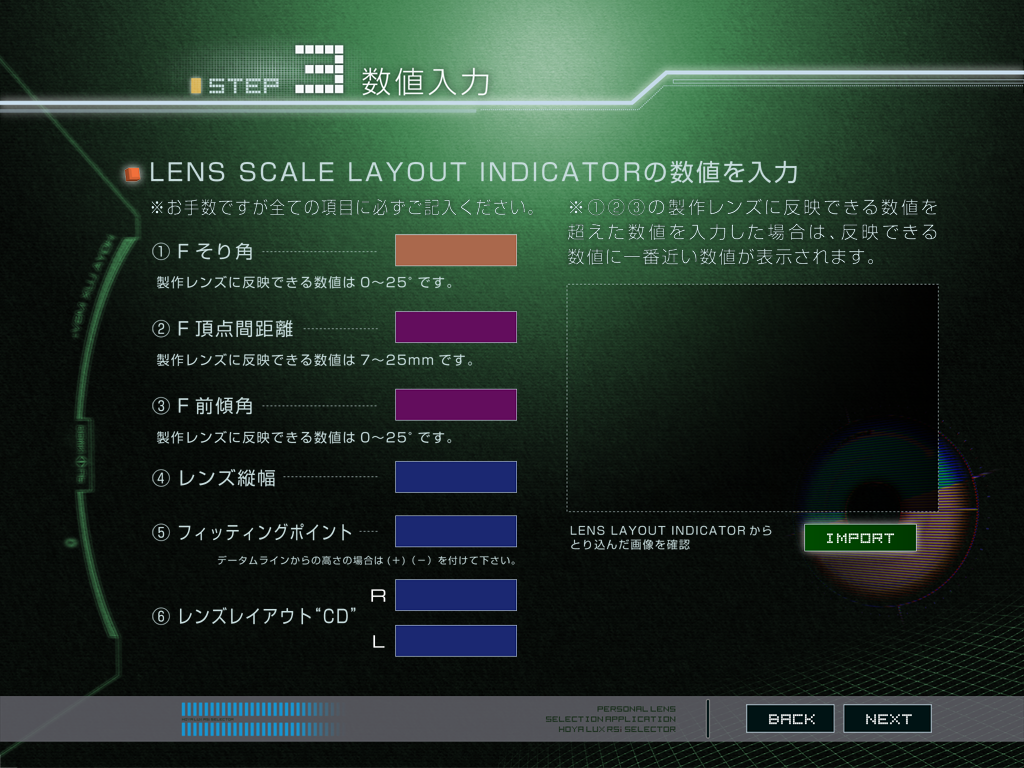 STEP 3 数値入力
LENS SCALE LAYOUT INDICATORの数値を入力
※お手数ですが全ての項目に必ずご記入ください。
① F そり角
製作レンズに反映できる数値は 0〜25° です。
② F 頂点間距離
製作レンズに反映できる数値は 7〜25mm です。
③ F 前傾角
製作レンズに反映できる数値は 0〜25° です。
④ レンズ縦幅
⑤ フィッティングポイント
データムラインからの高さの場合は (+) (−) を付けて下さい。
⑥ レンズレイアウト“CD”
R
L
※①②③の製作レンズに反映できる数値を
超えた数値を入力した場合は、反映できる
数値に一番近い数値が表示されます。
LENS LAYOUT INDICATOR から
とり込んだ画像を確認
IMPORT
PERSONAL LENS
SELECTION APPLICATION
HOYA LUX RSi SELECTOR
BACK
NEXT